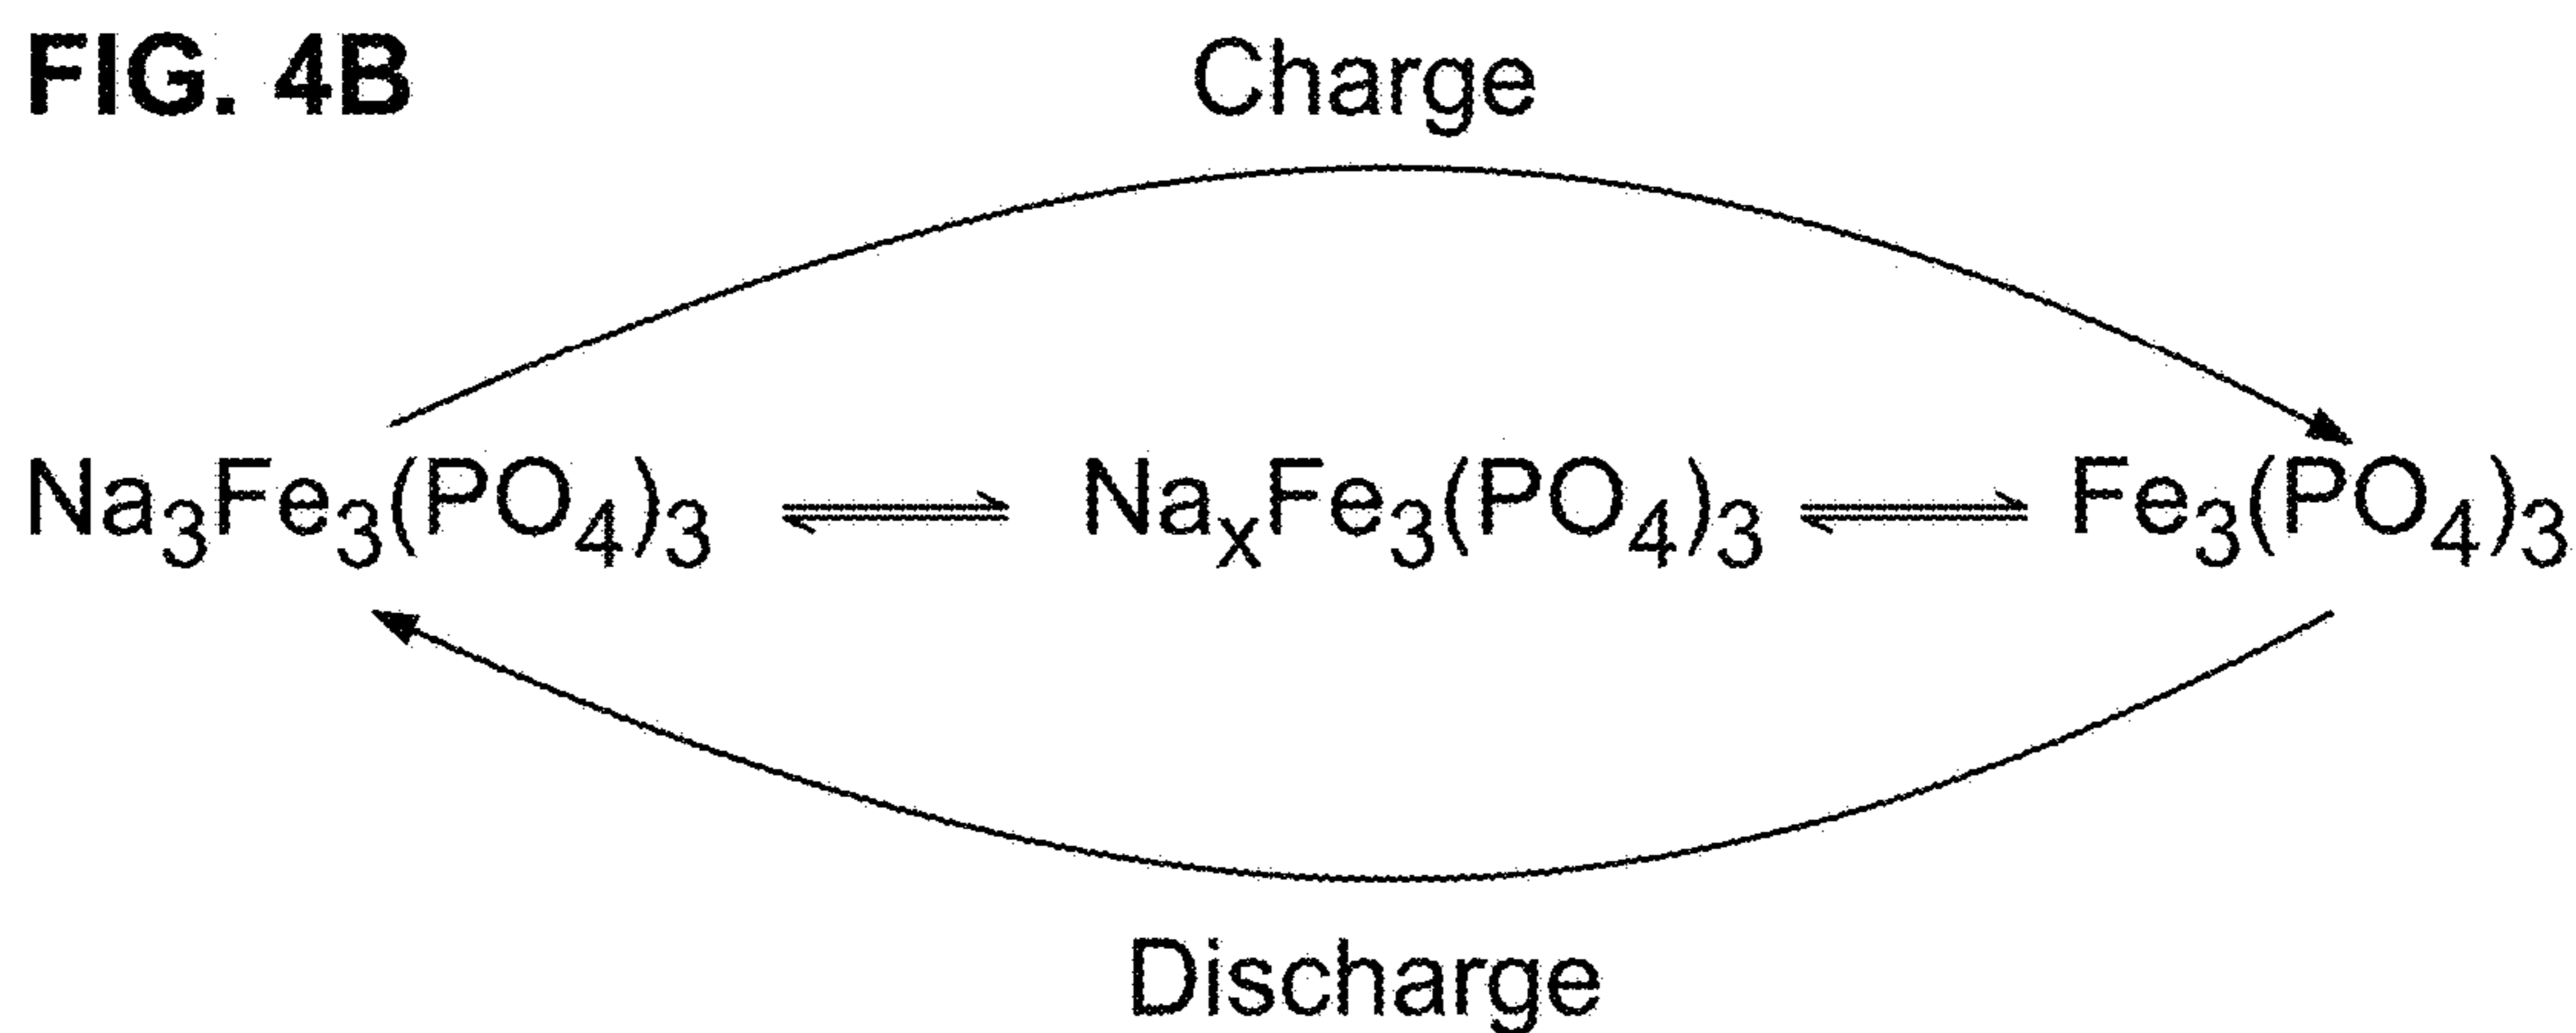 FIG. 4B
Charge
Na₃Fe₃(PO₄)₃ ⇌ NaₓFe₃(PO₄)₃ ⇌ Fe₃(PO₄)₃
Discharge